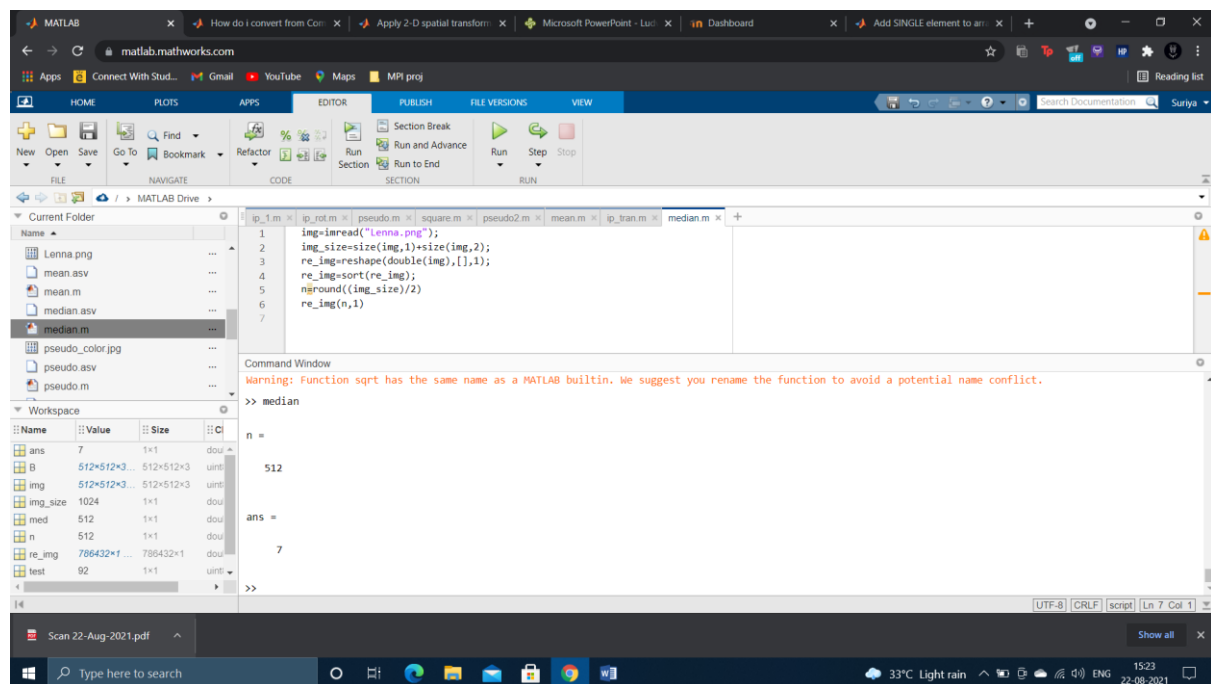 MATLAB × How do i convert from Com × Apply 2-D spatial transform × Microsoft PowerPoint - Lud × Dashboard × Add SINGLE element to arr × +
matlab.mathworks.com
Apps Connect With Stud... Gmail YouTube Maps MPI proj Reading list
HOME PLOTS APPS EDITOR PUBLISH FILE VERSIONS VIEW Search Documentation Suriya
New Open Save Go To Find Bookmark Refactor Run Section Section Break Run and Advance Run to End Run Step Stop
FILE NAVIGATE CODE SECTION RUN
/ > MATLAB Drive >
Current Folder
Name
Lenna.png
mean.asv
mean.m
median.asv
median.m
pseudo_color.jpg
pseudo.asv
pseudo.m
Workspace
Name Value Size Cl
ans 7 1×1 doul
B 512×512×3... 512×512×3 uinti
img 512×512×3... 512×512×3 uinti
img_size 1024 1×1 doul
med 512 1×1 doul
n 512 1×1 doul
re_img 786432×1 ... 786432×1 doul
test 92 1×1 uinti
ip_1.m × ip_rot.m × pseudo.m × square.m × pseudo2.m × mean.m × ip_tran.m × median.m × +
1 img=imread("Lenna.png");
2 img_size=size(img,1)+size(img,2);
3 re_img=reshape(double(img),[],1);
4 re_img=sort(re_img);
5 n=round((img_size)/2)
6 re_img(n,1)
7
Command Window
Warning: Function sqrt has the same name as a MATLAB builtin. We suggest you rename the function to avoid a potential name conflict.
>> median
n =
512
ans =
7
>>
UTF-8 CRLF script Ln 7 Col 1
Scan 22-Aug-2021.pdf Show all
Type here to search 33°C Light rain ENG 15:23
22-08-2021